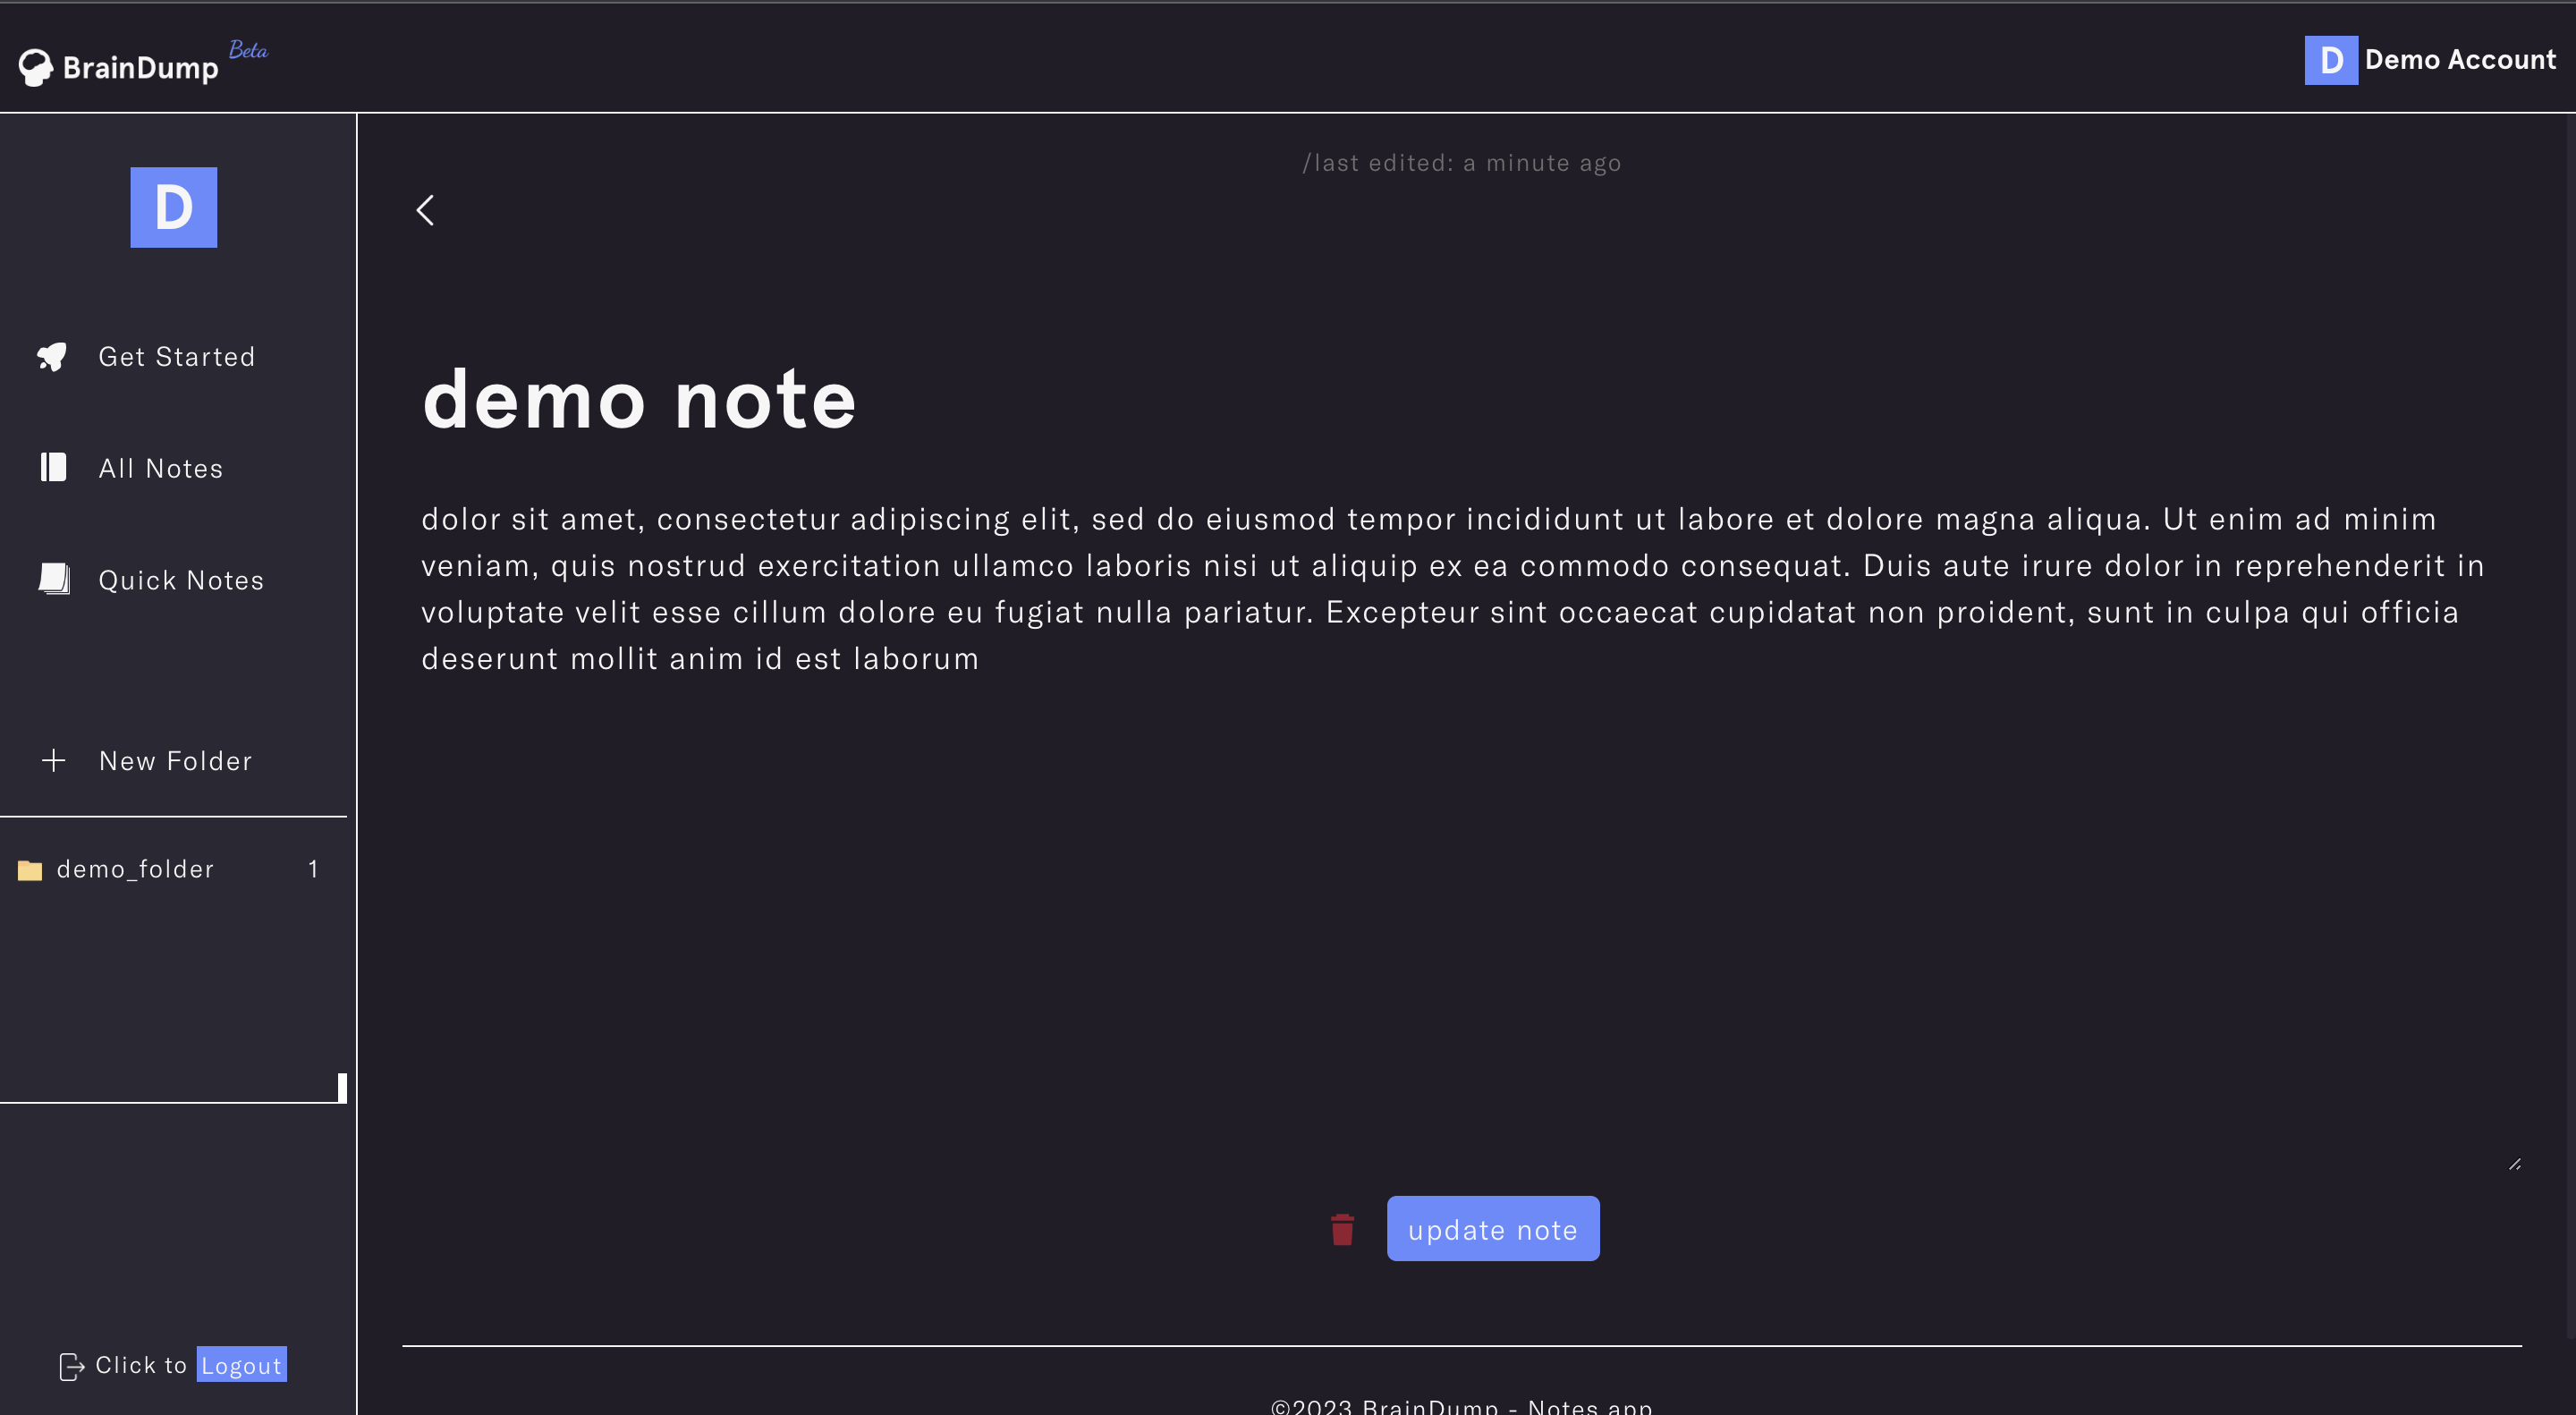 BrainDump Beta
D Demo Account
D
Get Started
All Notes
Quick Notes
New Folder
demo_folder 1
Click to Logout
/last edited: a minute ago
demo note
dolor sit amet, consectetur adipiscing elit, sed do eiusmod tempor incididunt ut labore et dolore magna aliqua. Ut enim ad minim
veniam, quis nostrud exercitation ullamco laboris nisi ut aliquip ex ea commodo consequat. Duis aute irure dolor in reprehenderit in
voluptate velit esse cillum dolore eu fugiat nulla pariatur. Excepteur sint occaecat cupidatat non proident, sunt in culpa qui officia
deserunt mollit anim id est laborum
update note
©2023 BrainDump - Notes app